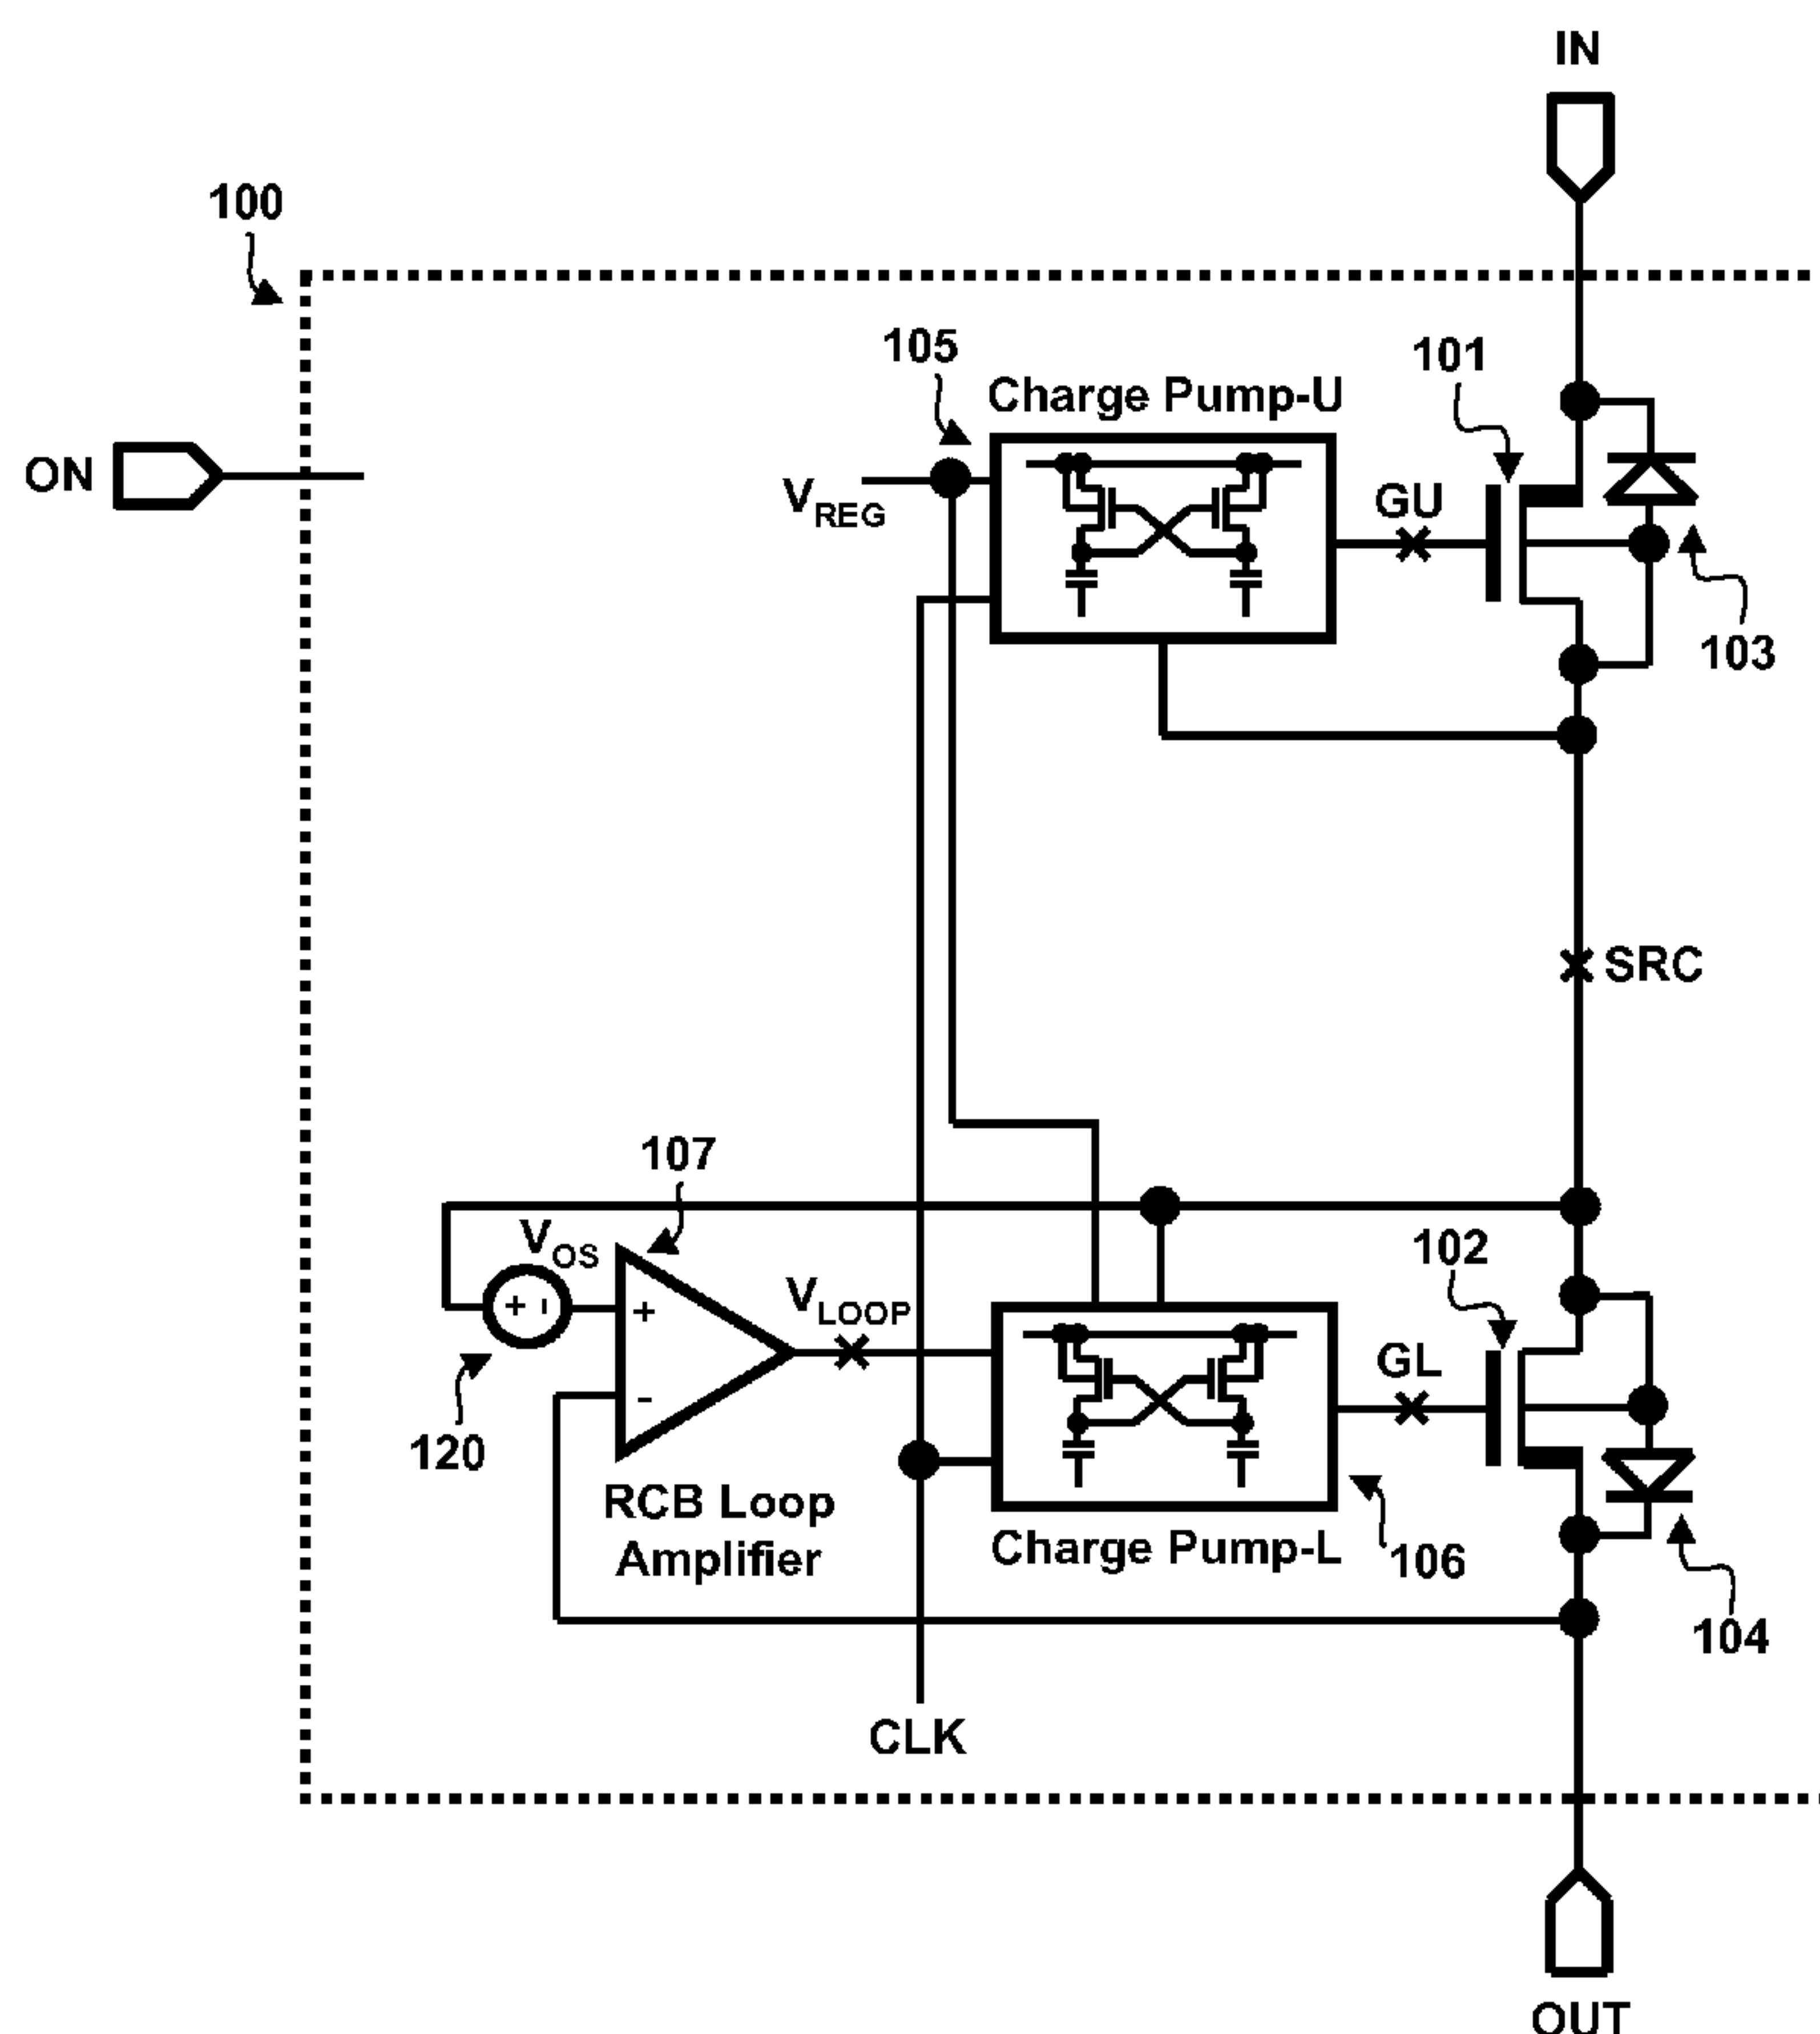 IN
100
105
101
Charge Pump-U
ON
VREG
GU
103
SRC
107
VOS
102
VLOOP
+ -
+
GL
-
120
RCB Loop
Amplifier
Charge Pump-L
106
104
CLK
OUT